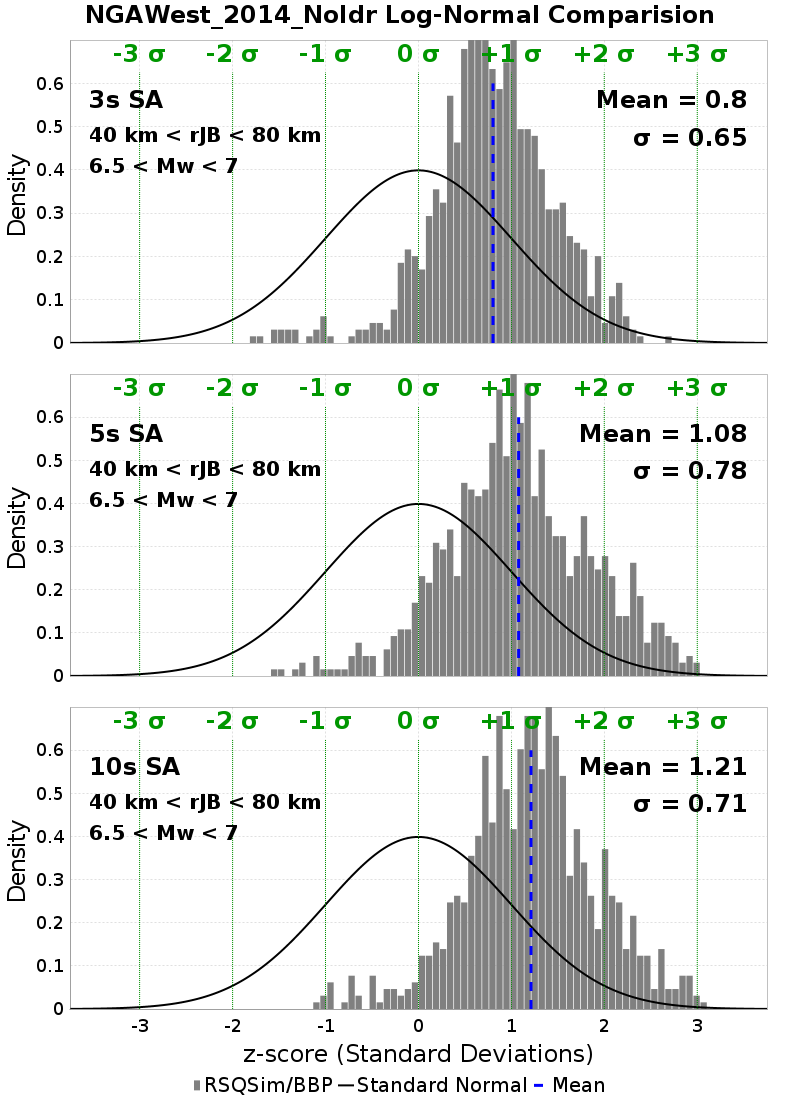 NGAWest_2014_NoIdr Log-Normal Comparision
-3 σ -2 σ -1 σ 0 σ +1 σ +2 σ +3 σ
0.6
3s SA
Mean = 0.8
0.5
40 km < rJB < 80 km
σ = 0.65
6.5 < Mw < 7
0.4
Density
0.3
0.2
0.1
0
-3 σ -2 σ -1 σ 0 σ +1 σ +2 σ +3 σ
0.6
5s SA
Mean = 1.08
0.5
40 km < rJB < 80 km
σ = 0.78
6.5 < Mw < 7
0.4
Density
0.3
0.2
0.1
0
-3 σ -2 σ -1 σ 0 σ +1 σ +2 σ +3 σ
0.6
10s SA
Mean = 1.21
0.5
40 km < rJB < 80 km
σ = 0.71
6.5 < Mw < 7
0.4
Density
0.3
0.2
0.1
0
-3 -2 -1 0 1 2 3
z-score (Standard Deviations)
RSQSim/BBP Standard Normal Mean